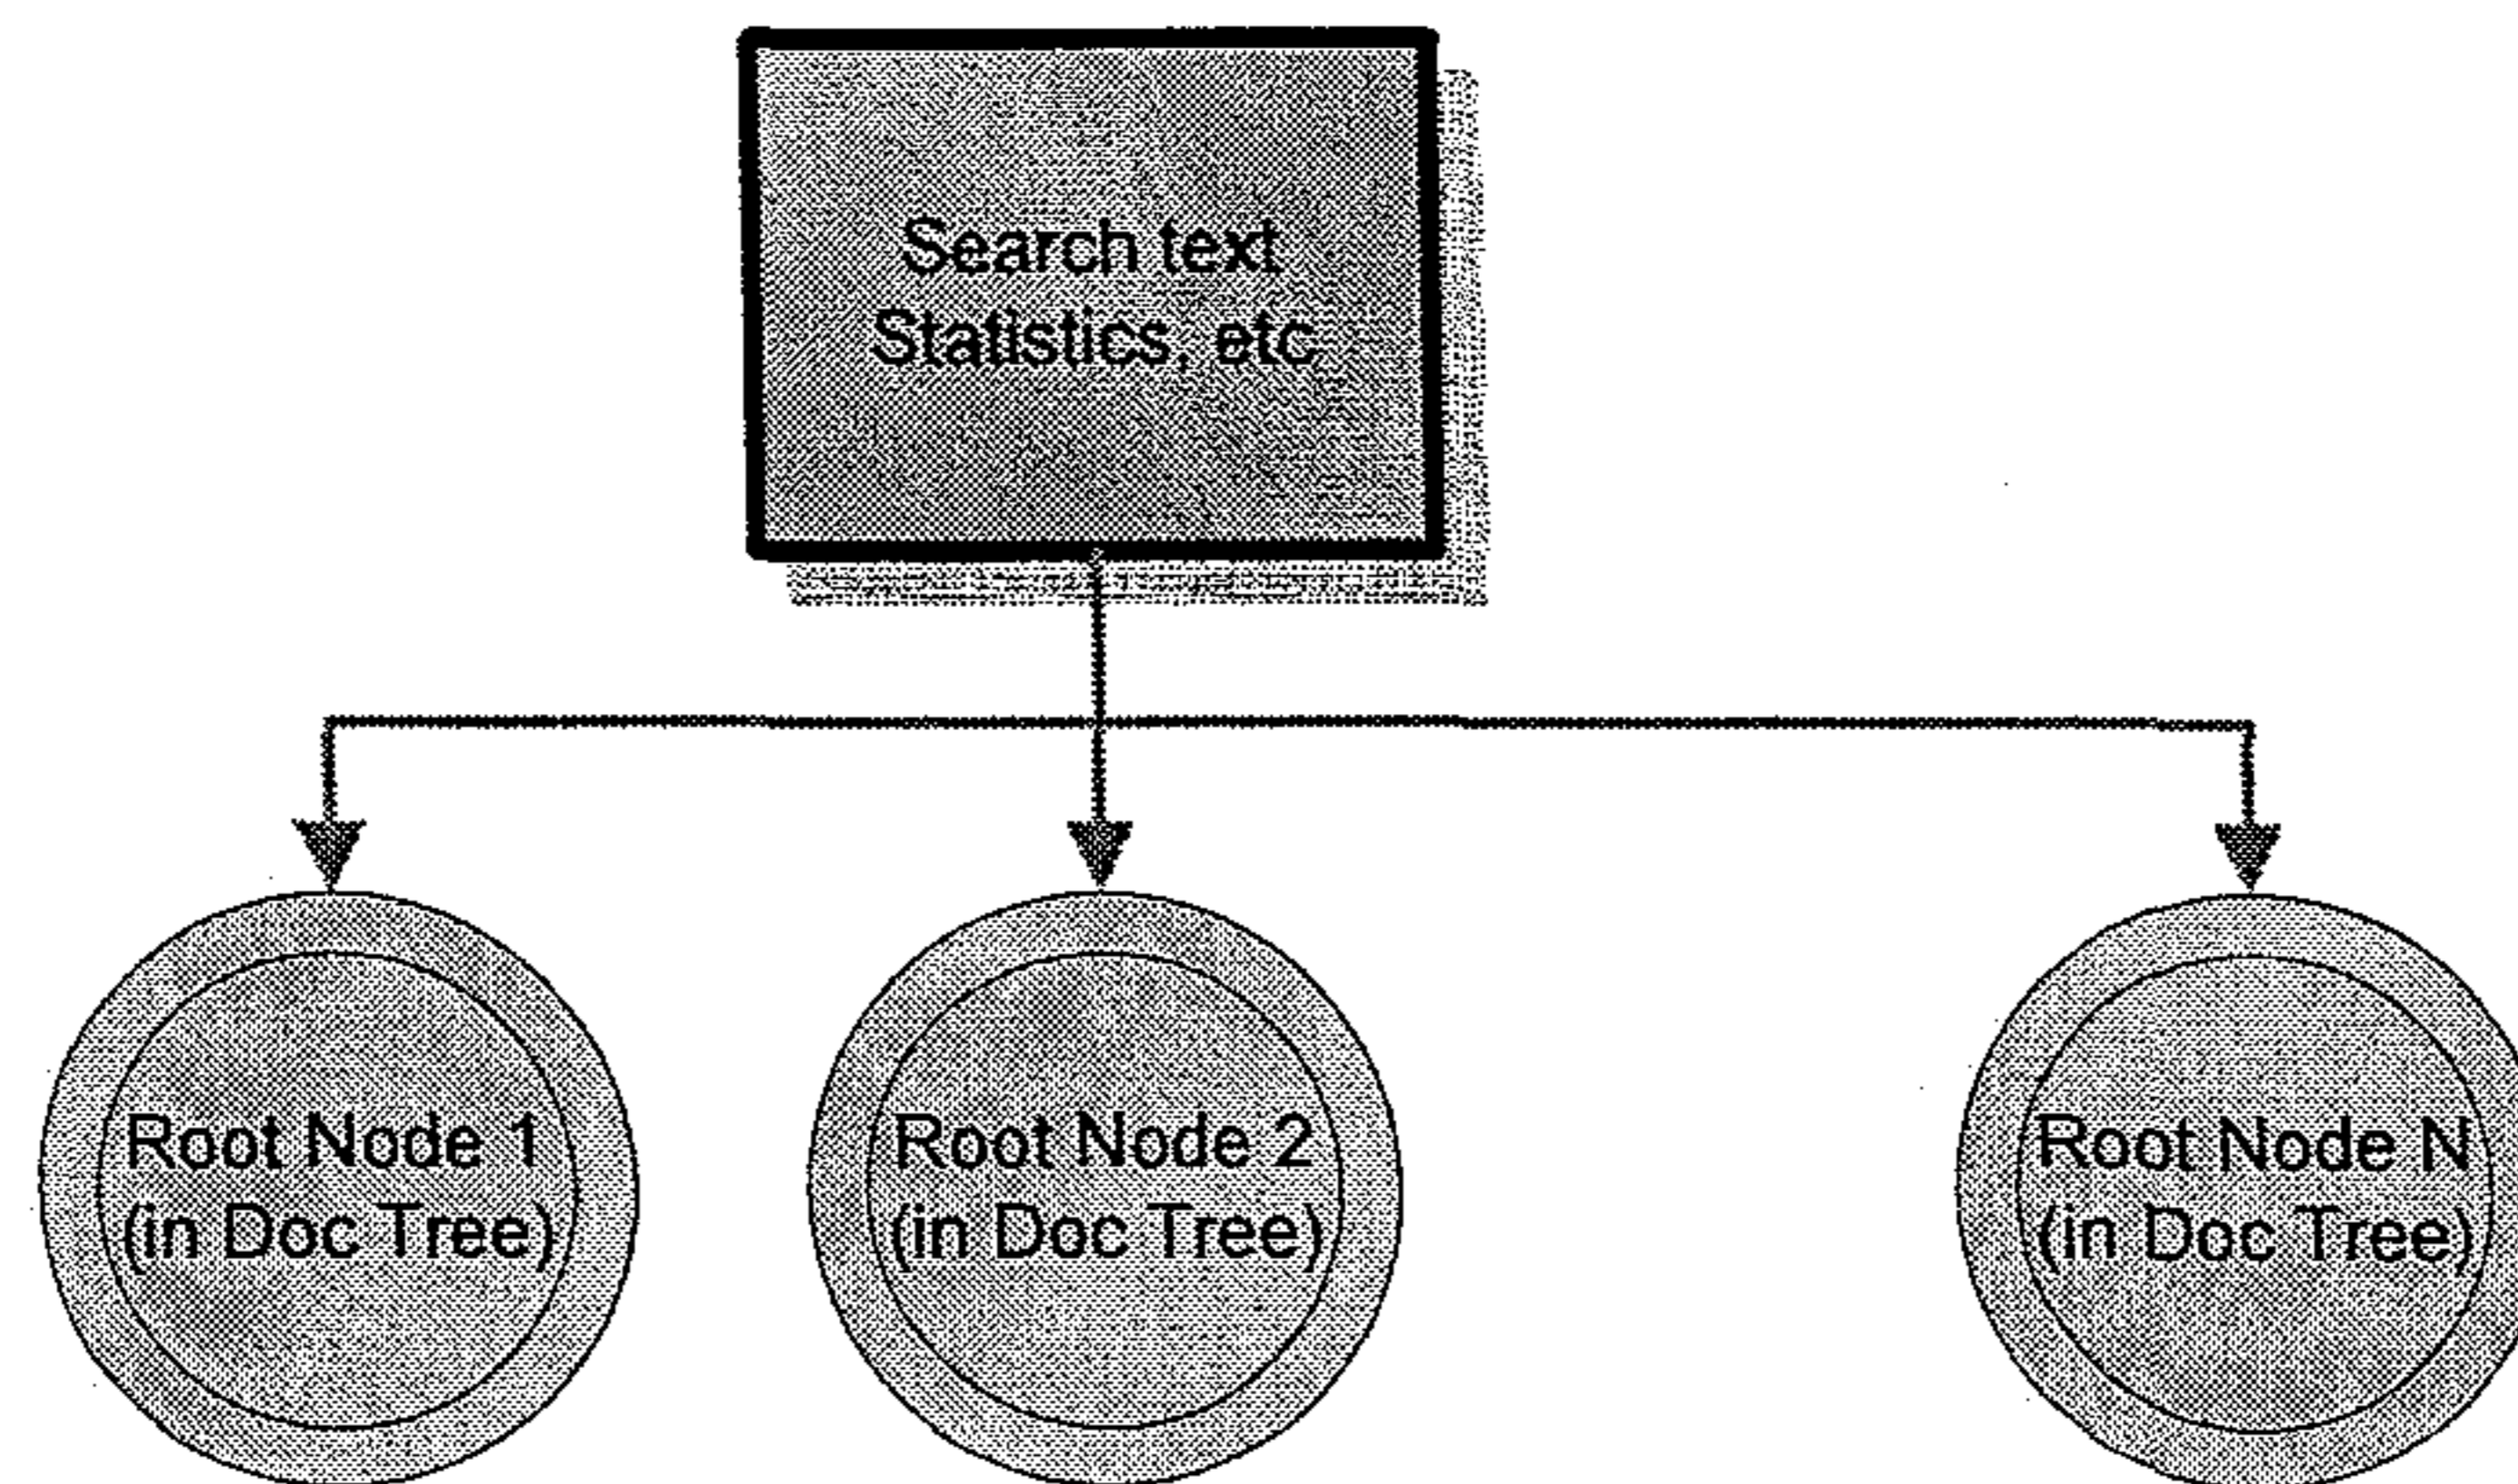 Search text
Statistics, etc
Root Node 1
(in Doc Tree)
Root Node 2
(in Doc Tree)
Root Node N
(in Doc Tree)